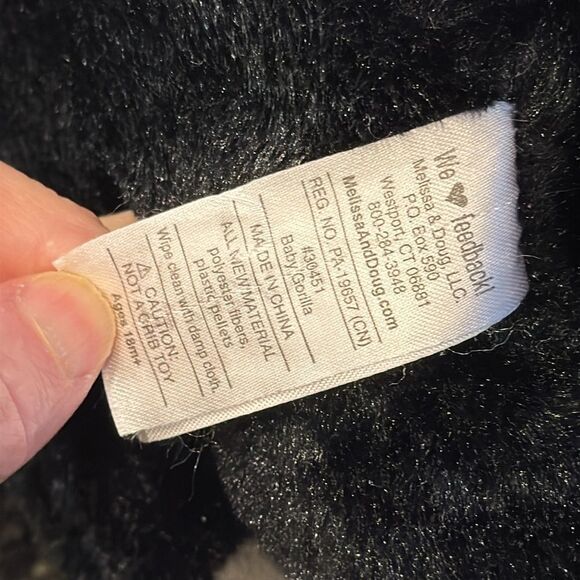 We ♥ feedback!
Melissa & Doug, LLC.
P.O. Box 590
Westport, CT 06881
800-284-3948
MelissaAndDoug.com
REG. NO. PA-19657 (CN)
#30451
Baby Gorilla
MADE IN CHINA
ALL NEW MATERIAL
polyester fibers,
plastic pellets
Wipe clean with damp cloth.
⚠ CAUTION:
NOT A CRIB TOY
Ages 18m+